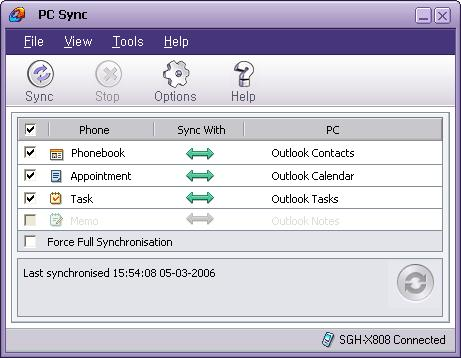 PC Sync
File View Tools Help
Sync Stop Options Help
Phone Sync With PC
Phonebook Outlook Contacts
Appointment Outlook Calendar
Task Outlook Tasks
Memo Outlook Notes
Force Full Synchronisation
Last synchronised 15:54:08 05-03-2006
SGH-X808 Connected